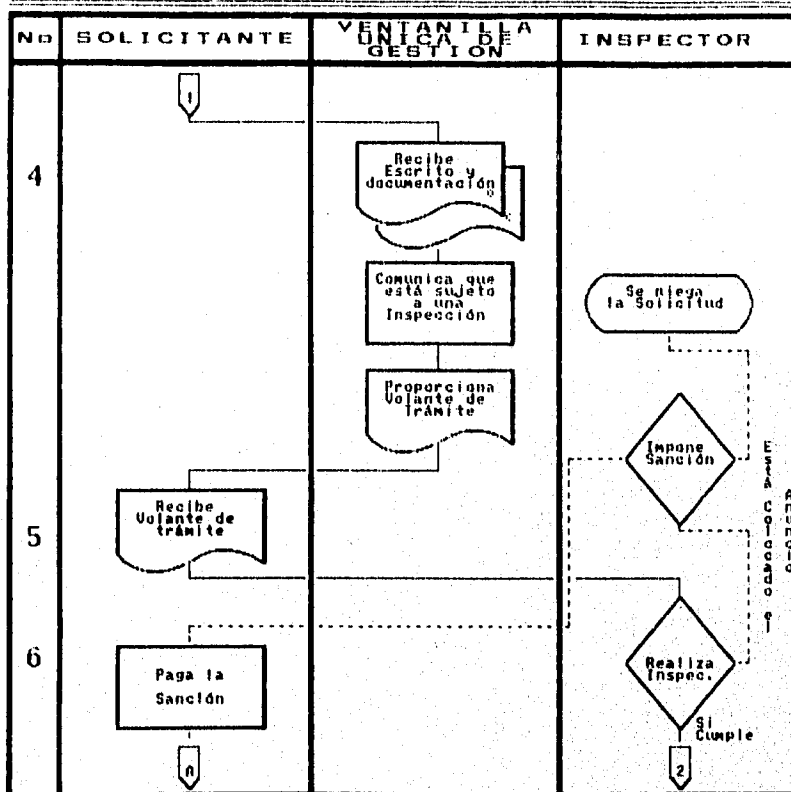 No SOLICITANTE VENTANILLA
UNICA DE
GESTION INSPECTOR
1
4
Recibe
Escrito y
documentación
Comunica que
está sujeto
a una
Inspección
Se niega
la Solicitud
Proporciona
Volante de
Trámite
Impone
Sanción
Está Colocado el
Anuncio
5
Recibe
Volante de
trámite
6
Paga la
Sanción
Realiza
Inspec.
Si
Cumple
A
2